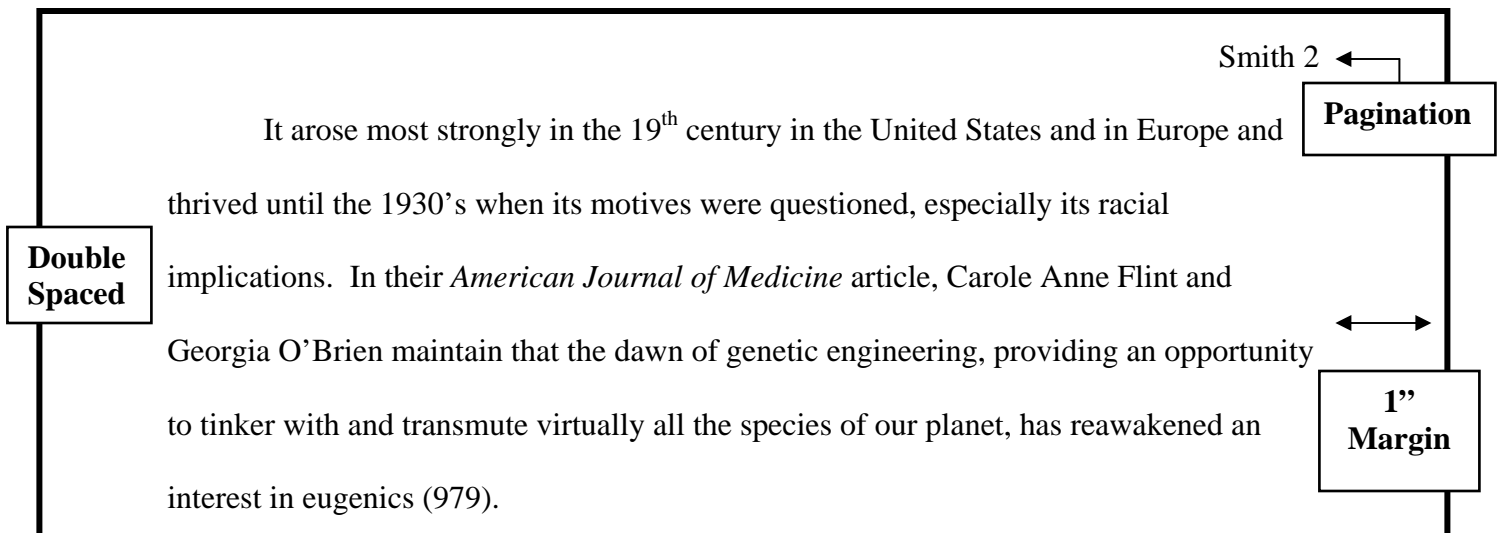 Smith 2
Pagination
It arose most strongly in the 19th century in the United States and in Europe and
thrived until the 1930’s when its motives were questioned, especially its racial
Double
Spaced
implications.  In their American Journal of Medicine article, Carole Anne Flint and
Georgia O’Brien maintain that the dawn of genetic engineering, providing an opportunity
to tinker with and transmute virtually all the species of our planet, has reawakened an
1”
Margin
interest in eugenics (979).